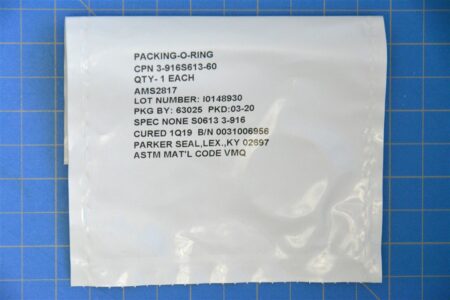 PACKING-O-RING
CPN 3-916S613-60
QTY- 1 EACH
AMS2817
LOT NUMBER: I0148930
PKG BY: 63025 PKD:03-20
SPEC NONE S0613 3-916
CURED 1Q19 B/N 0031006956
PARKER SEAL,LEX.,KY 02697
ASTM MAT'L CODE VMQ